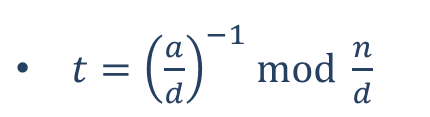 • t = (a/d)⁻¹ mod n/d